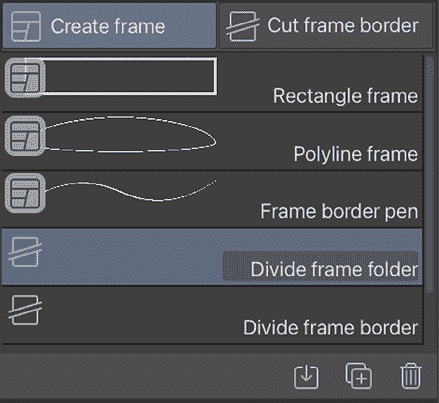 Create frame
Cut frame border
Rectangle frame
Polyline frame
Frame border pen
Divide frame folder
Divide frame border